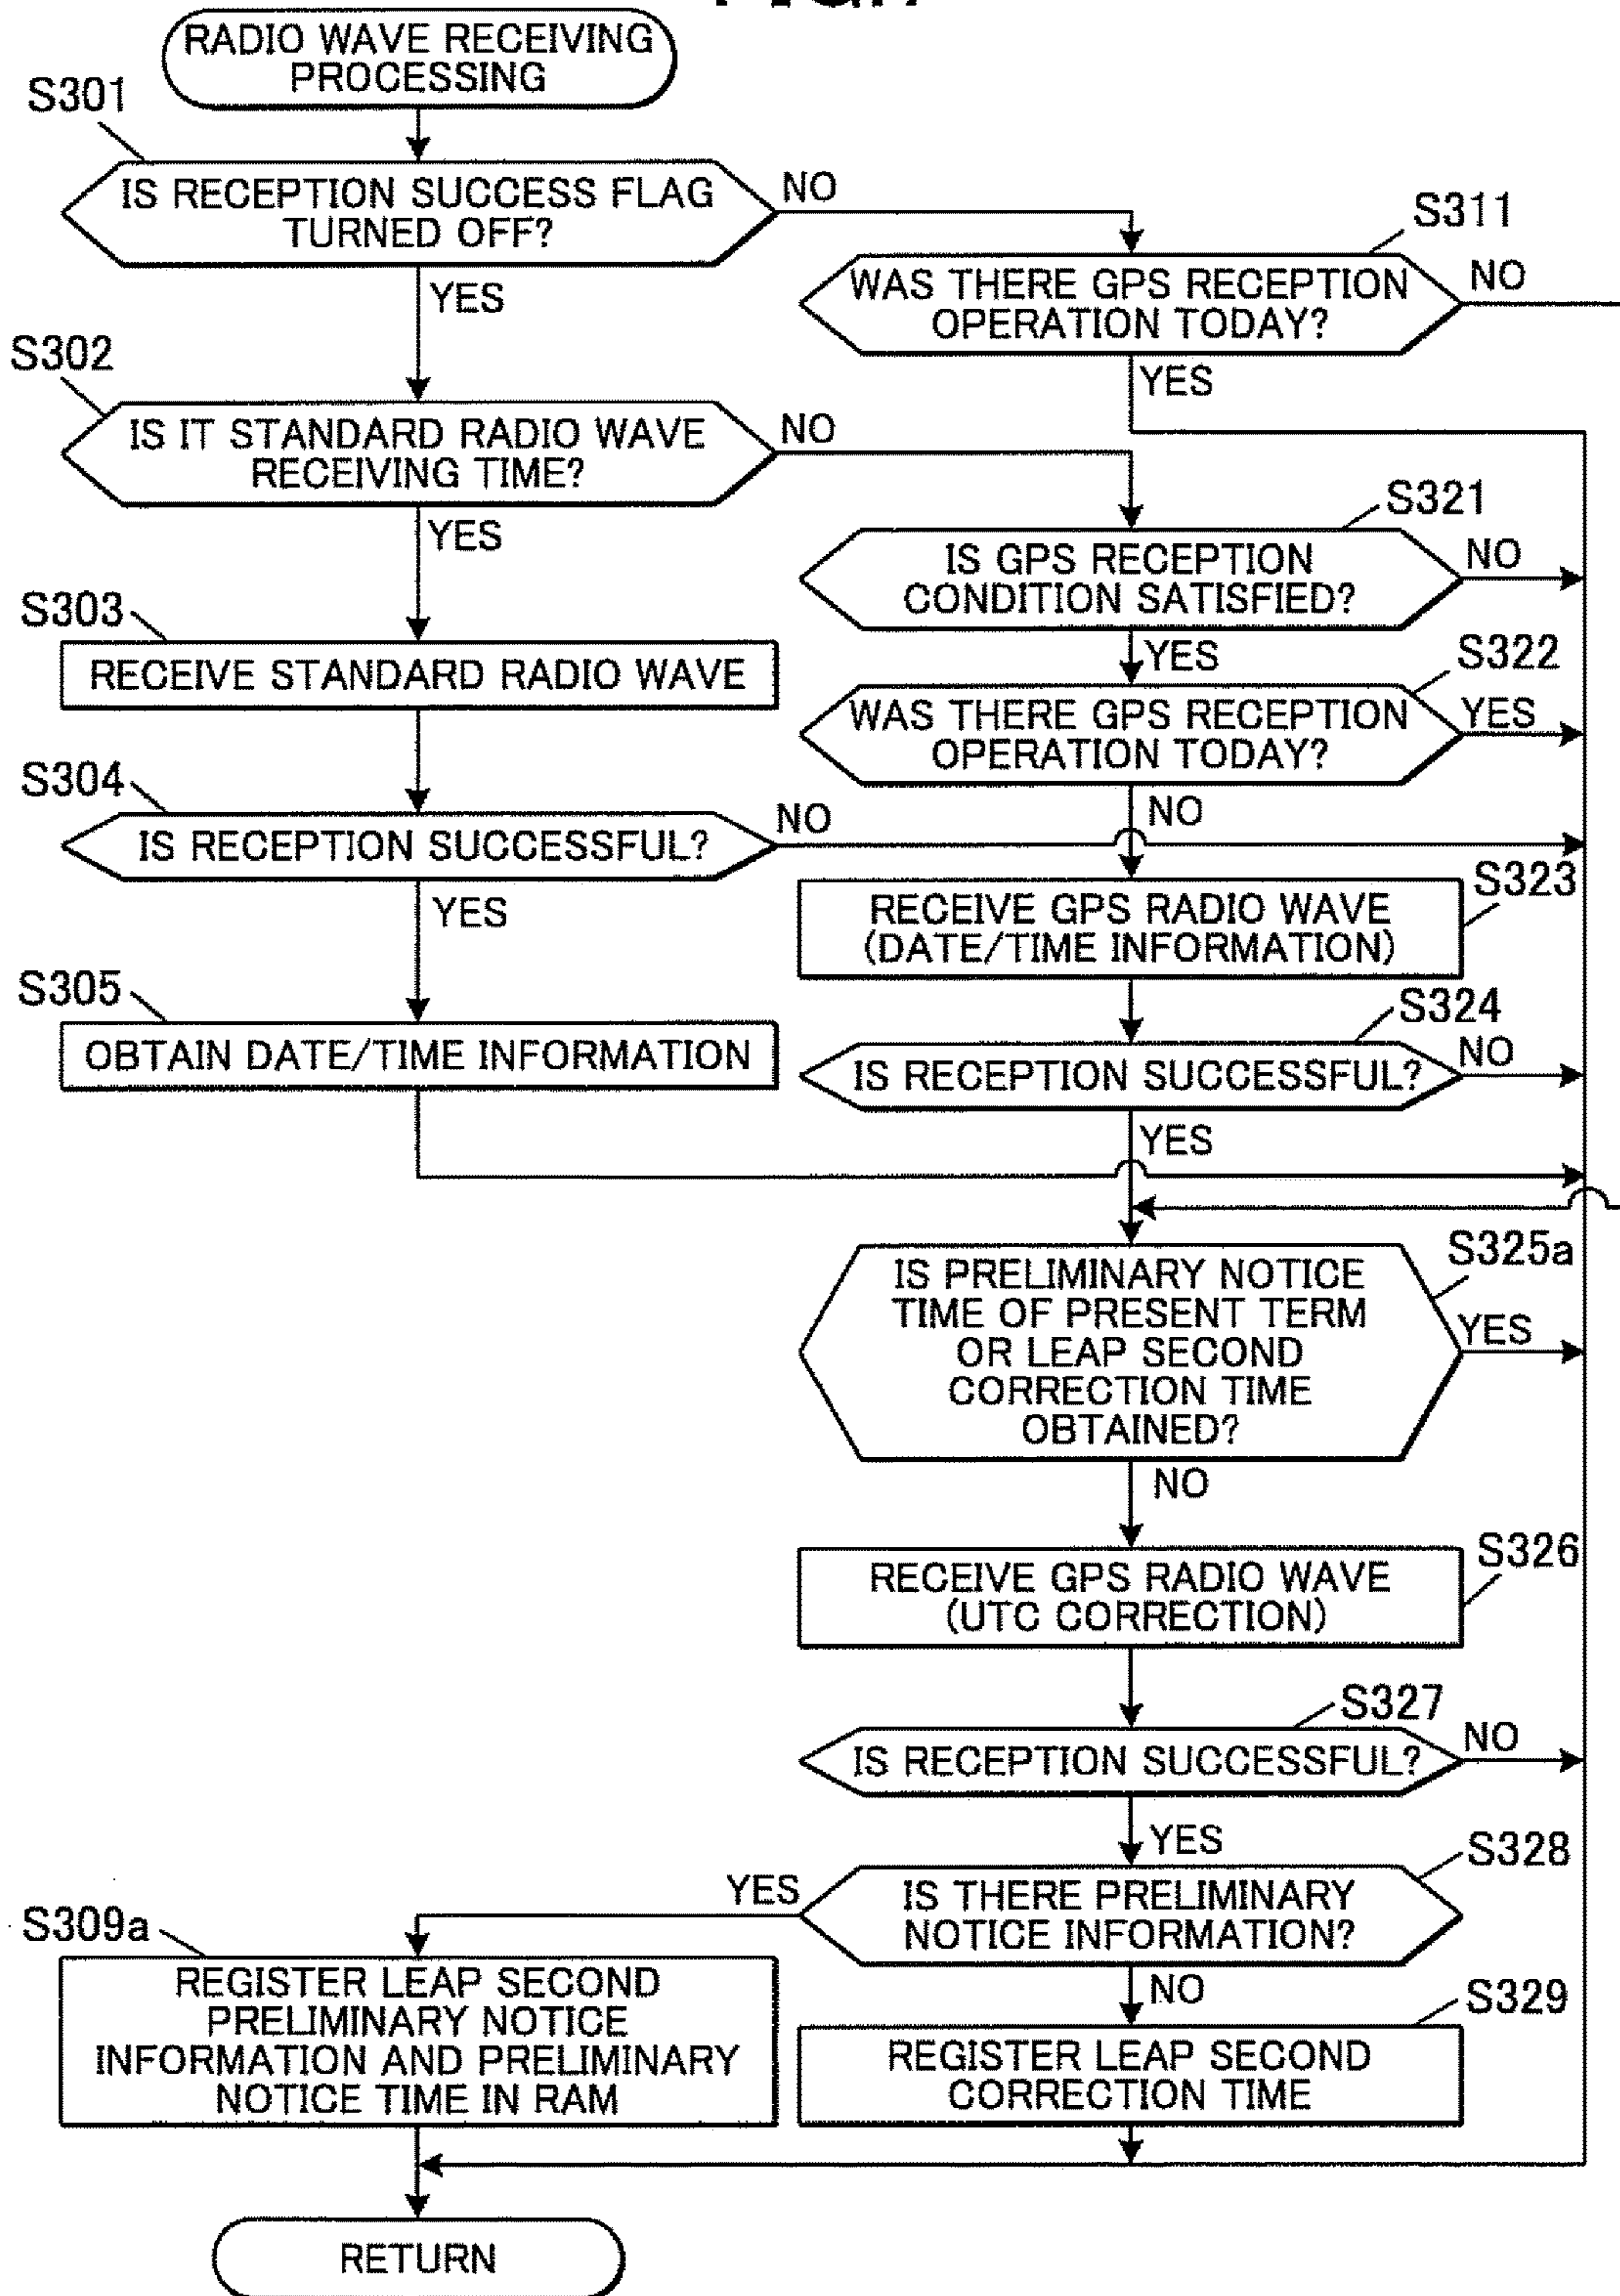 RADIO WAVE RECEIVING
PROCESSING
S301
IS RECEPTION SUCCESS FLAG
TURNED OFF?
NO
YES
S311
WAS THERE GPS RECEPTION
OPERATION TODAY?
NO
YES
S302
IS IT STANDARD RADIO WAVE
RECEIVING TIME?
NO
YES
S321
IS GPS RECEPTION
CONDITION SATISFIED?
NO
YES
S303
RECEIVE STANDARD RADIO WAVE
S322
WAS THERE GPS RECEPTION
OPERATION TODAY?
YES
NO
S304
IS RECEPTION SUCCESSFUL?
NO
YES
S323
RECEIVE GPS RADIO WAVE
(DATE/TIME INFORMATION)
S305
OBTAIN DATE/TIME INFORMATION
S324
IS RECEPTION SUCCESSFUL?
NO
YES
S325a
IS PRELIMINARY NOTICE
TIME OF PRESENT TERM
OR LEAP SECOND
CORRECTION TIME
OBTAINED?
YES
NO
S326
RECEIVE GPS RADIO WAVE
(UTC CORRECTION)
S327
IS RECEPTION SUCCESSFUL?
NO
YES
S328
IS THERE PRELIMINARY
NOTICE INFORMATION?
YES
NO
S309a
REGISTER LEAP SECOND
PRELIMINARY NOTICE
INFORMATION AND PRELIMINARY
NOTICE TIME IN RAM
S329
REGISTER LEAP SECOND
CORRECTION TIME
RETURN